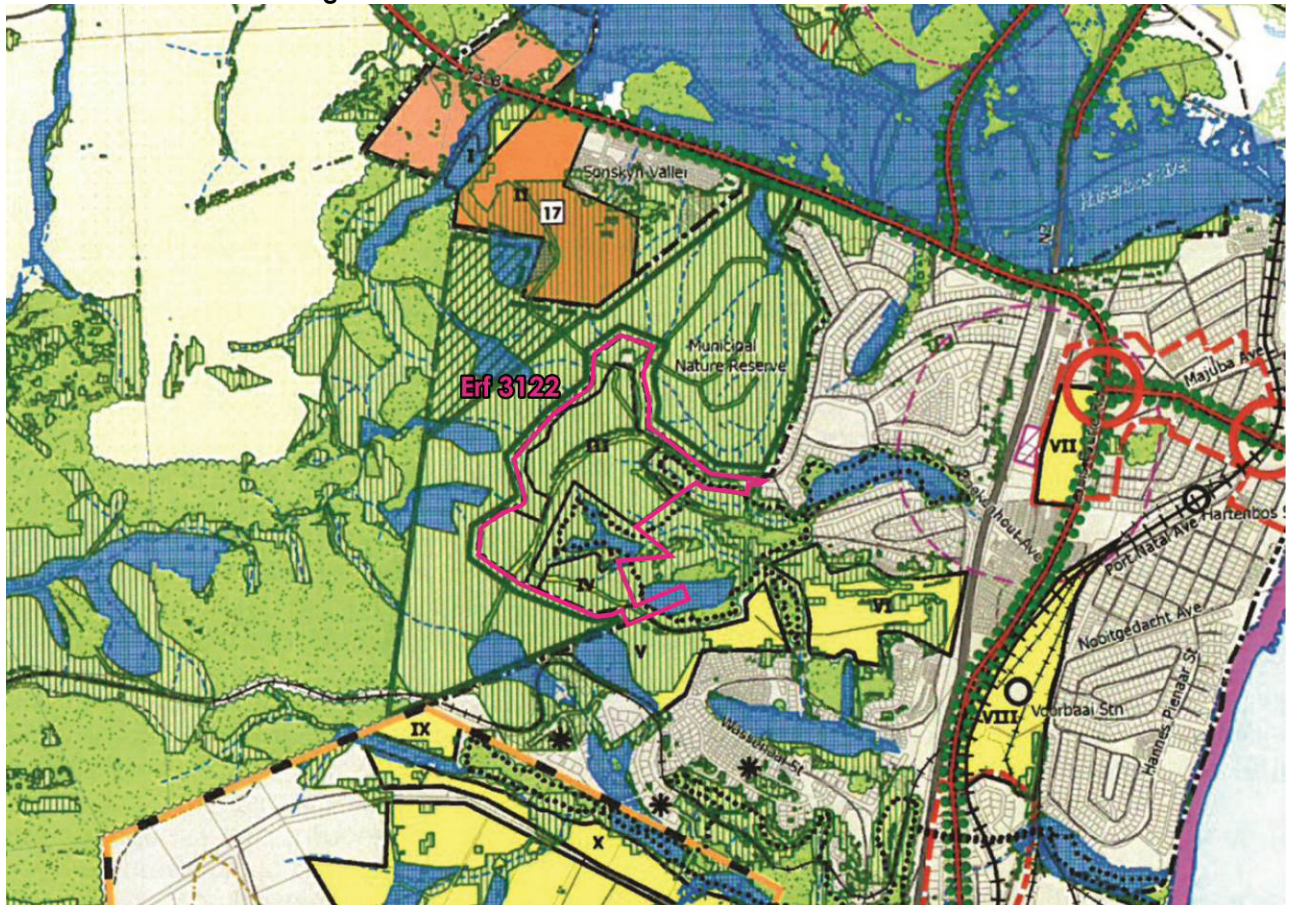 I
Sonskyn Vallei
II
17
N2
Municipal
Nature Reserve
Majuba Ave
Erf 3122
III
VII
Hartenbos S
Port Natal Ave
IV
VI
Nooitgedacht Ave
V
Voorbaai Stn
VIII
Hannes Pienaar St
IX
Wassenaar St
X